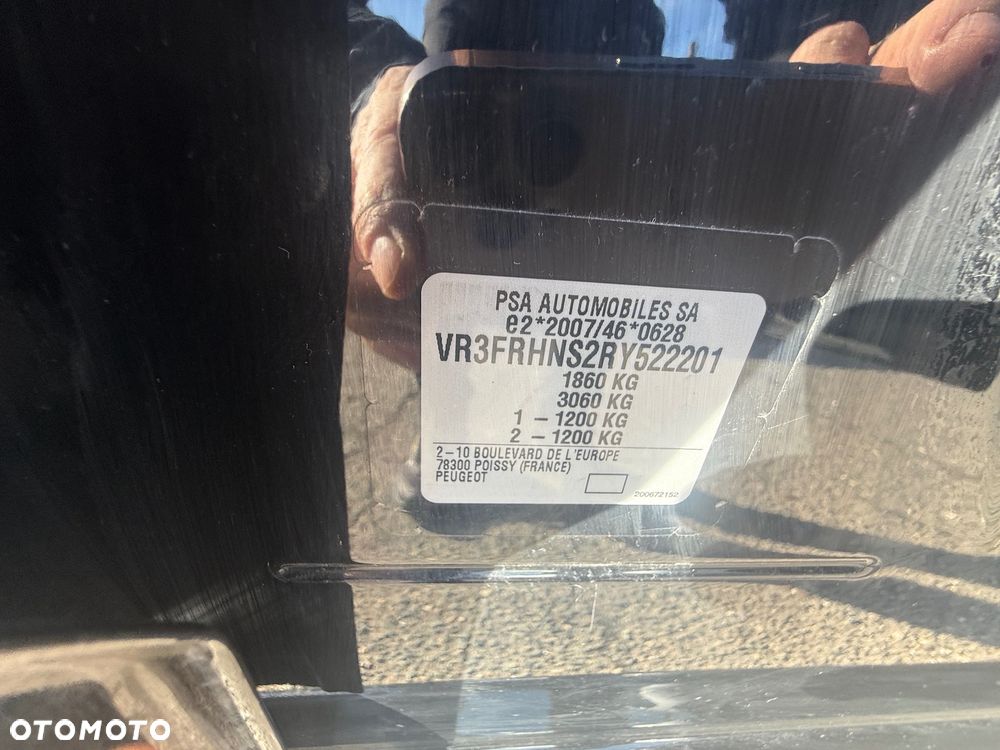 PSA AUTOMOBILES SA
e2*2007/46*0628
VR3FRHNS2RY522201
1860 KG
3060 KG
1 – 1200 KG
2 – 1200 KG
2–10 BOULEVARD DE L'EUROPE
78300 POISSY (FRANCE)
PEUGEOT
200672152
OTOMOTO